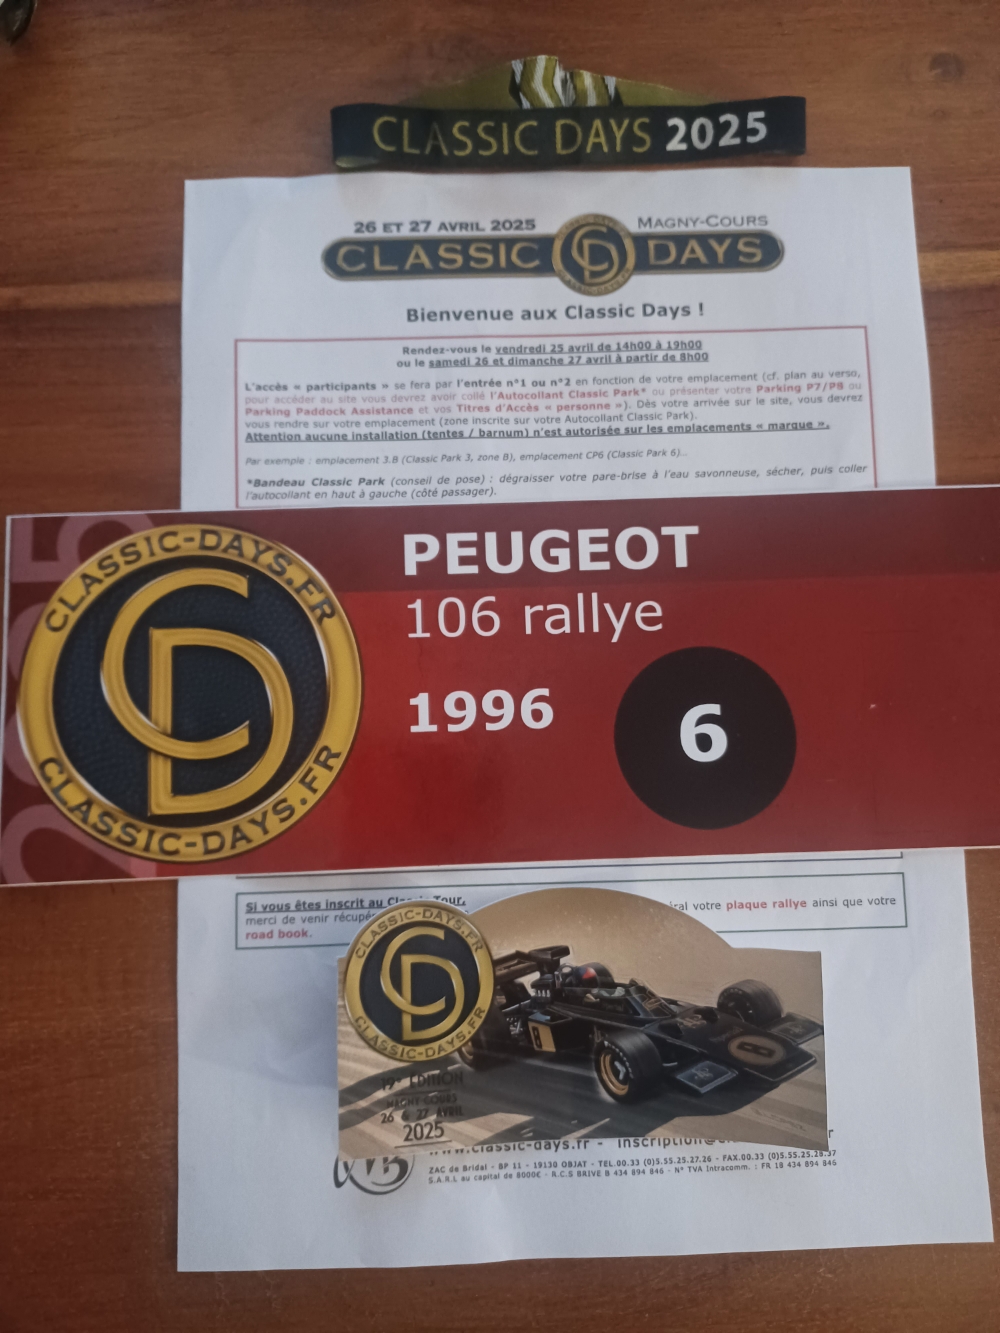 CLASSIC DAYS 2025
26 ET 27 AVRIL 2025
MAGNY-COURS
CLASSIC CD DAYS
Bienvenue aux Classic Days !
Rendez-vous le vendredi 25 avril de 14h00 à 19h00
ou le samedi 26 et dimanche 27 avril à partir de 8h00
L'accès « participants » se fera par l'entrée n°1 ou n°2 en fonction de votre emplacement (cf. plan au verso,
pour accéder au site vous devrez avoir collé l'Autocollant Classic Park* ou présenter votre Parking P7/P8 ou
Parking Paddock Assistance et vos Titres d'Accès « personne »). Dès votre arrivée sur le site, vous devrez
vous rendre sur votre emplacement (zone inscrite sur votre Autocollant Classic Park).
Attention aucune installation (tentes / barnum) n'est autorisée sur les emplacements « marque ».
Par exemple : emplacement 3.B (Classic Park 3, zone B), emplacement CP6 (Classic Park 6)...
*Bandeau Classic Park (conseil de pose) : dégraisser votre pare-brise à l'eau savonneuse, sécher, puis coller
l'autocollant en haut à gauche (côté passager).
2025
CLASSIC-DAYS.FR
CD
CLASSIC-DAYS.FR
PEUGEOT
106 rallye
1996
6
Si vous êtes inscrit au Classic Tour,
merci de venir récupé
votre plaque rallye ainsi que votre
road book.
CLASSIC-DAYS.FR
CD
CLASSIC-DAYS.FR
8
8
19e EDITION
MAGNY-COURS
26 & 27 AVRIL
2025
www.classic-days.fr - inscription@
ZAC de Bridal - BP 11 - 19130 OBJAT - TEL.00.33 (0)5.55.25.27.26 - FAX.00.33 (0)5.55.25.28.37
S.A.R.L au capital de 8000€ - R.C.S BRIVE B 434 894 846 - N° TVA Intracomm. : FR 18 434 894 846